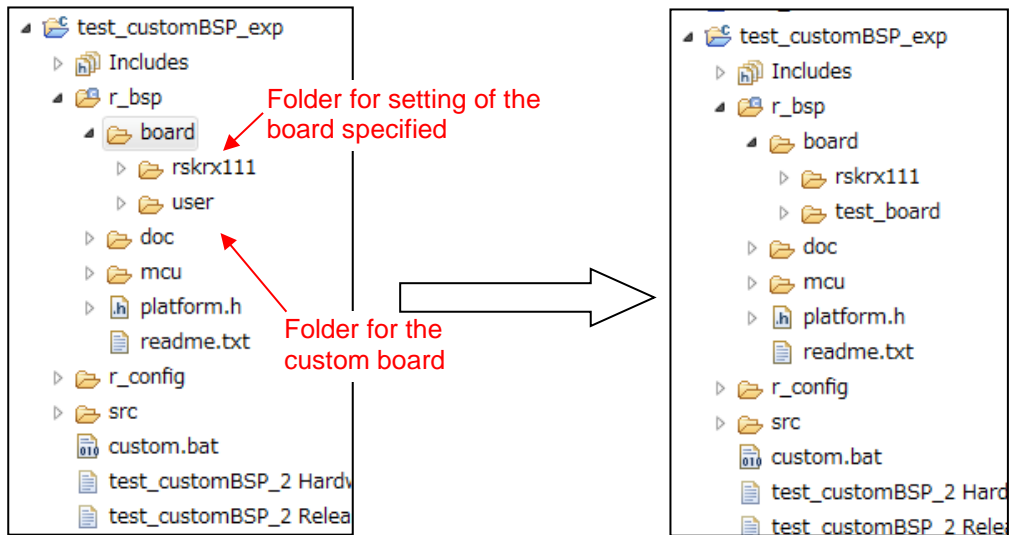 test_customBSP_exp
Includes
r_bsp
board
rskrx111
user
doc
mcu
platform.h
readme.txt
r_config
src
custom.bat
test_customBSP_2 Hardw
test_customBSP_2 Relea
Folder for setting of the
board specified
Folder for the
custom board
test_customBSP_exp
Includes
r_bsp
board
rskrx111
test_board
doc
mcu
platform.h
readme.txt
r_config
src
custom.bat
test_customBSP_2 Hard
test_customBSP_2 Relea